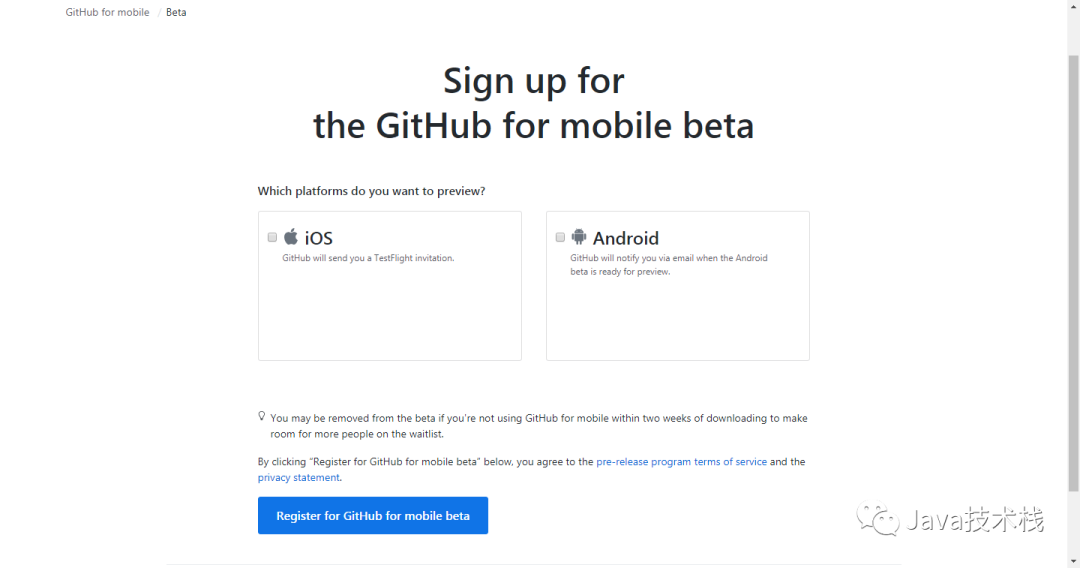 GitHub for mobile / Beta
Sign up for
the GitHub for mobile beta
Which platforms do you want to preview?
iOS
GitHub will send you a TestFlight invitation.
Android
GitHub will notify you via email when the Android
beta is ready for preview.
You may be removed from the beta if you're not using GitHub for mobile within two weeks of downloading to make
room for more people on the waitlist.
By clicking “Register for GitHub for mobile beta” below, you agree to the pre-release program terms of service and the
privacy statement.
Register for GitHub for mobile beta
Java技术栈